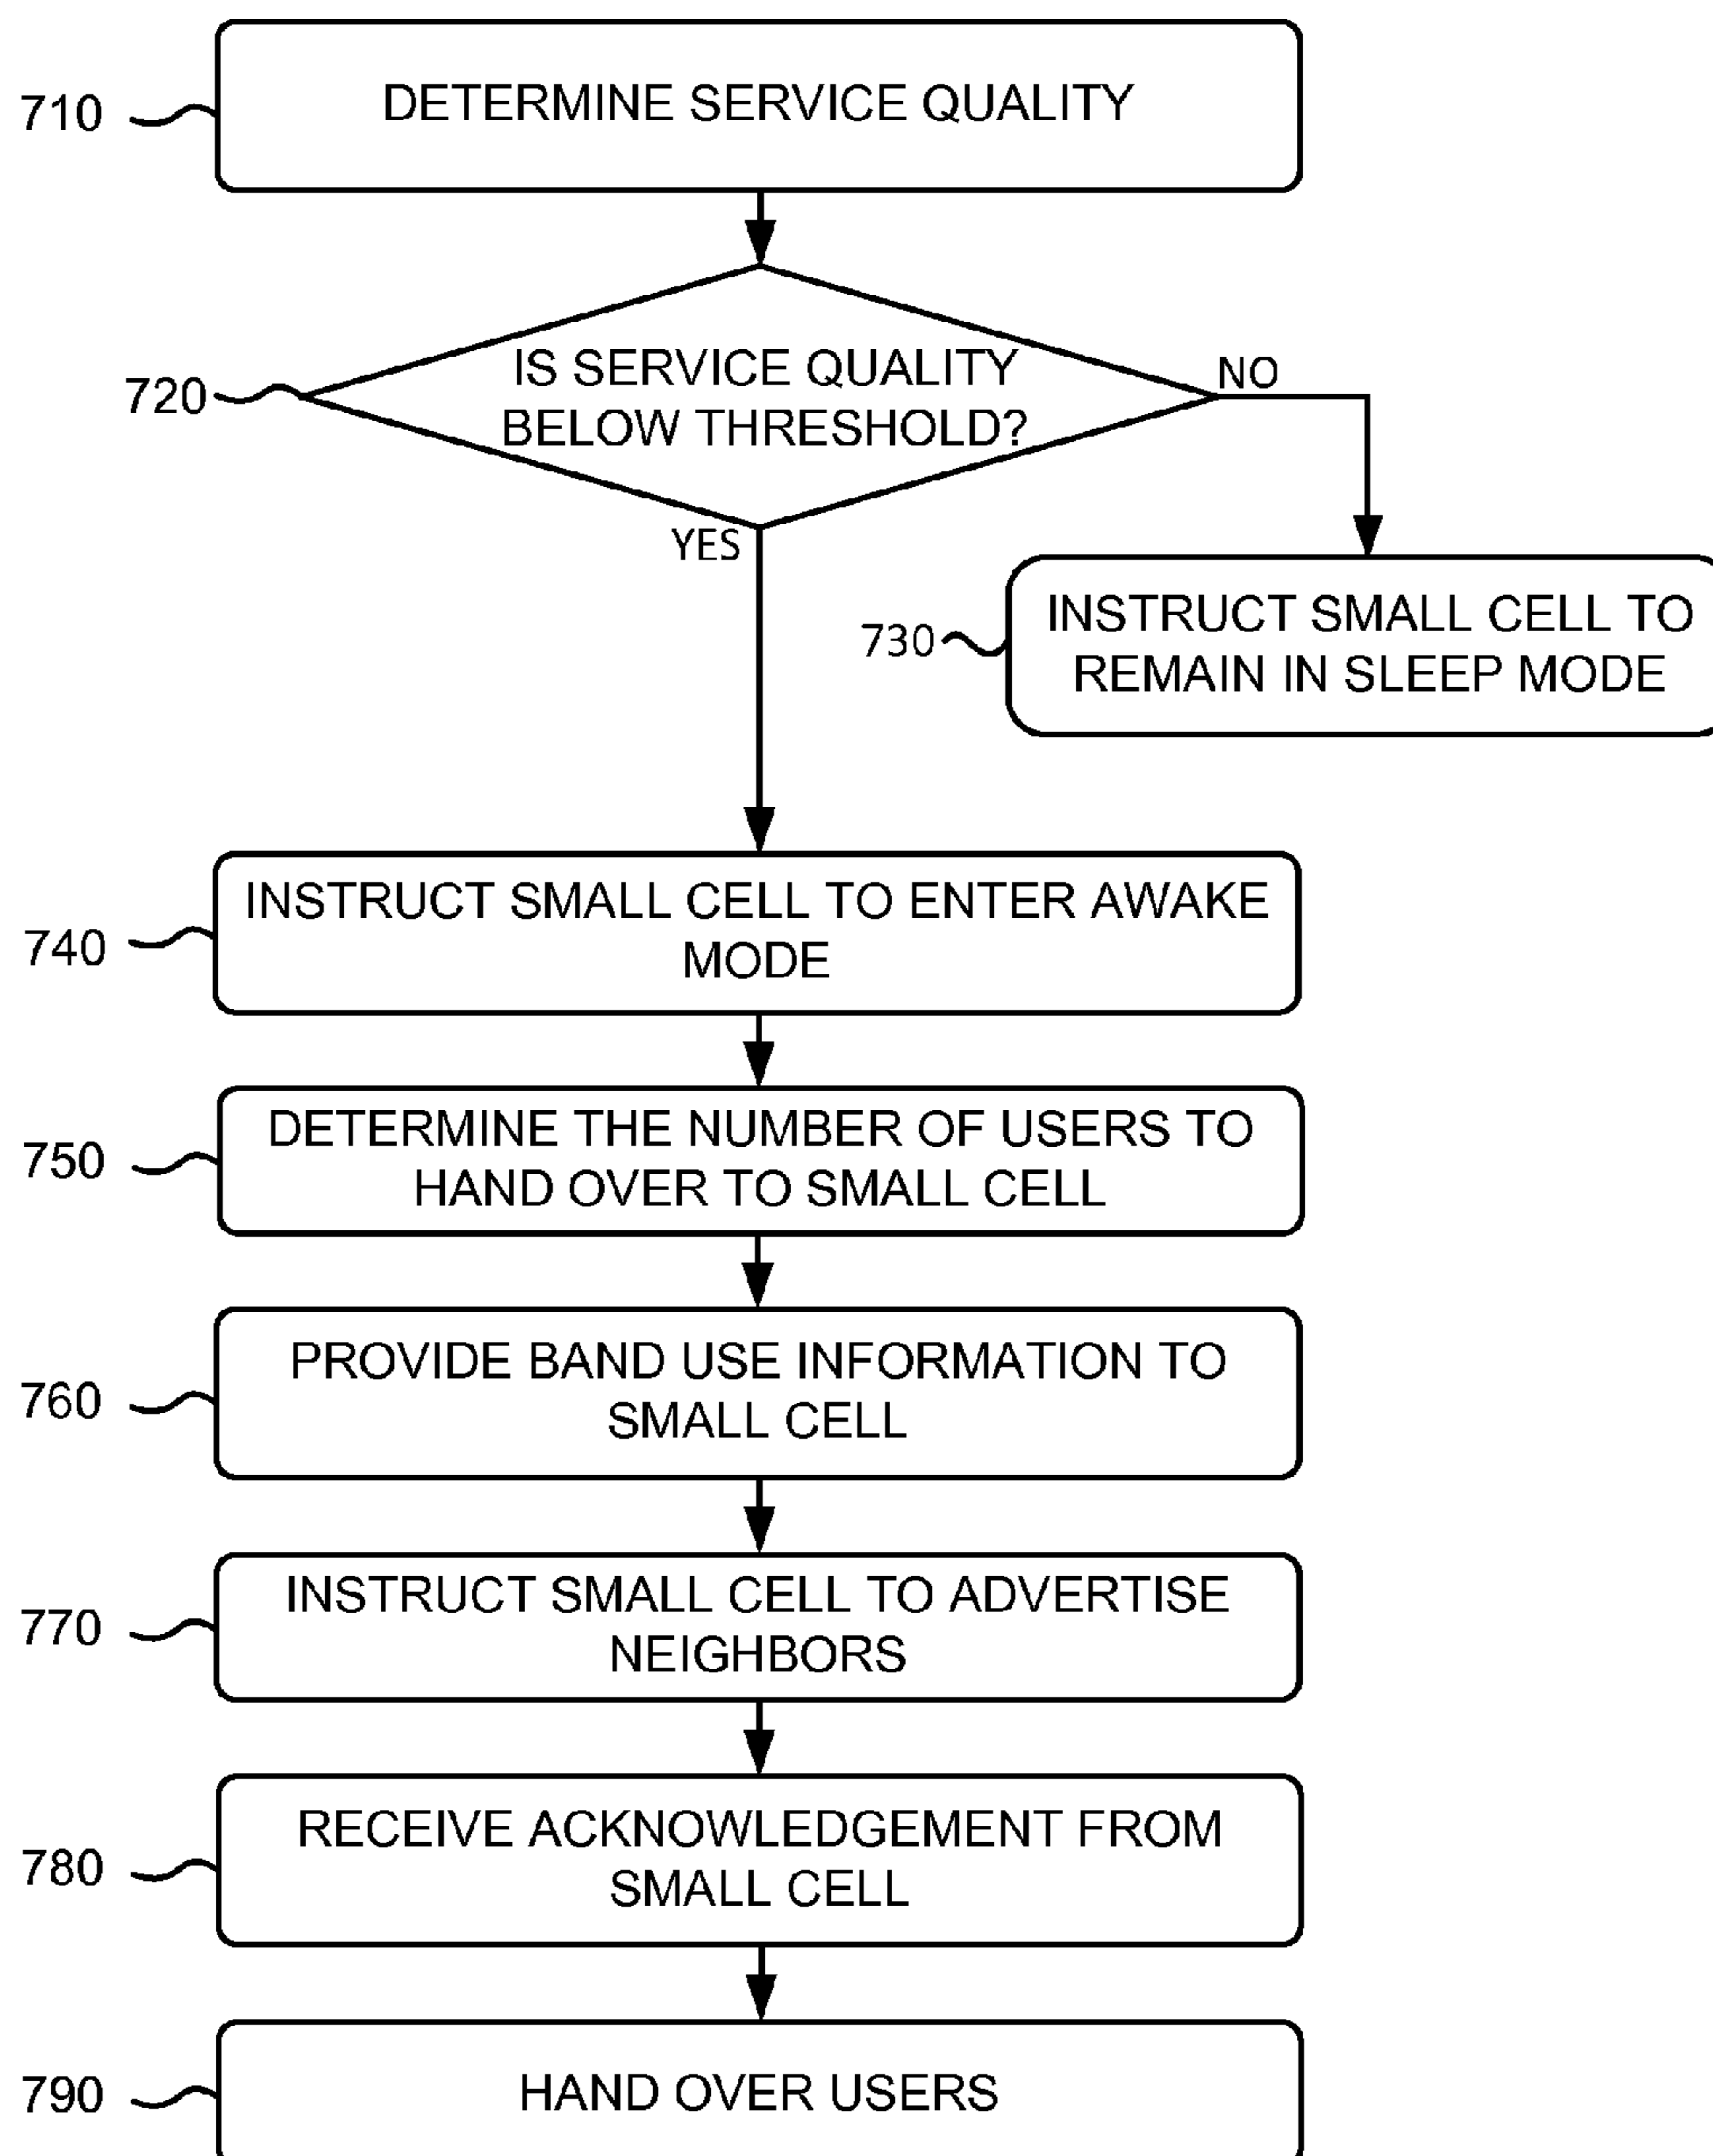 710
DETERMINE SERVICE QUALITY
720
IS SERVICE QUALITY
BELOW THRESHOLD?
NO
YES
730
INSTRUCT SMALL CELL TO
REMAIN IN SLEEP MODE
740
INSTRUCT SMALL CELL TO ENTER AWAKE
MODE
750
DETERMINE THE NUMBER OF USERS TO
HAND OVER TO SMALL CELL
760
PROVIDE BAND USE INFORMATION TO
SMALL CELL
770
INSTRUCT SMALL CELL TO ADVERTISE
NEIGHBORS
780
RECEIVE ACKNOWLEDGEMENT FROM
SMALL CELL
790
HAND OVER USERS